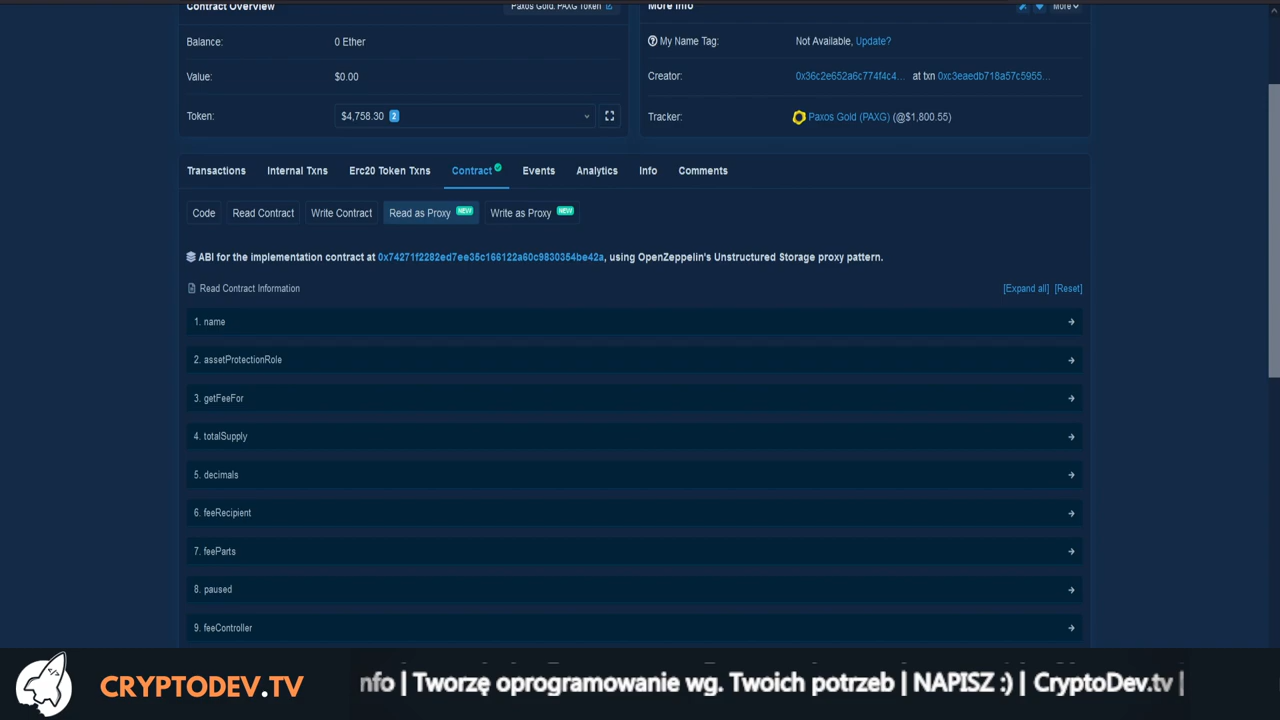 Contract Overview
Paxos Gold: PAXG Token
More Info
More
Balance:
0 Ether
My Name Tag:
Not Available, Update?
Value:
$0.00
Creator:
0x36c2e652a6c774f4c4... at txn 0xc3eaedb718a57c5955...
Token:
$4,758.30 2
Tracker:
Paxos Gold (PAXG) (@$1,800.55)
Transactions
Internal Txns
Erc20 Token Txns
Contract
Events
Analytics
Info
Comments
Code
Read Contract
Write Contract
Read as Proxy NEW
Write as Proxy NEW
ABI for the implementation contract at 0x74271f2282ed7ee35c166122a60c9830354be42a, using OpenZeppelin's Unstructured Storage proxy pattern.
Read Contract Information
[Expand all] [Reset]
1. name
2. assetProtectionRole
3. getFeeFor
4. totalSupply
5. decimals
6. feeRecipient
7. feeParts
8. paused
9. feeController
CRYPTODEV.TV
nfo | Tworzę oprogramowanie wg. Twoich potrzeb | NAPISZ :) | CryptoDev.tv |